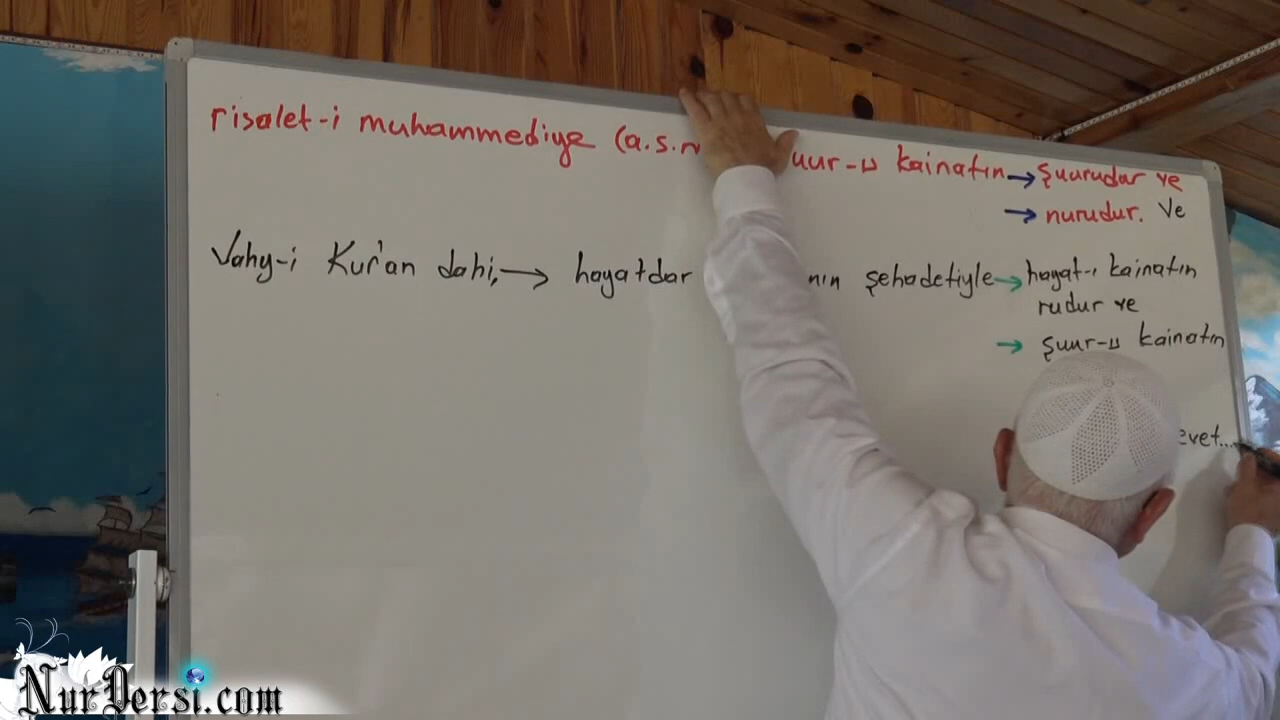 risalet-i muhammediye (a.s. uur-u kainatın → şuurudar ve
→ nurudur. Ve
Vahy-i Kur'an dahi, → hayatdar nın şehadetiyle → hayat-ı kainatın
rudur ve
→ şuur-u kainatın
evet...
NurDersi.com